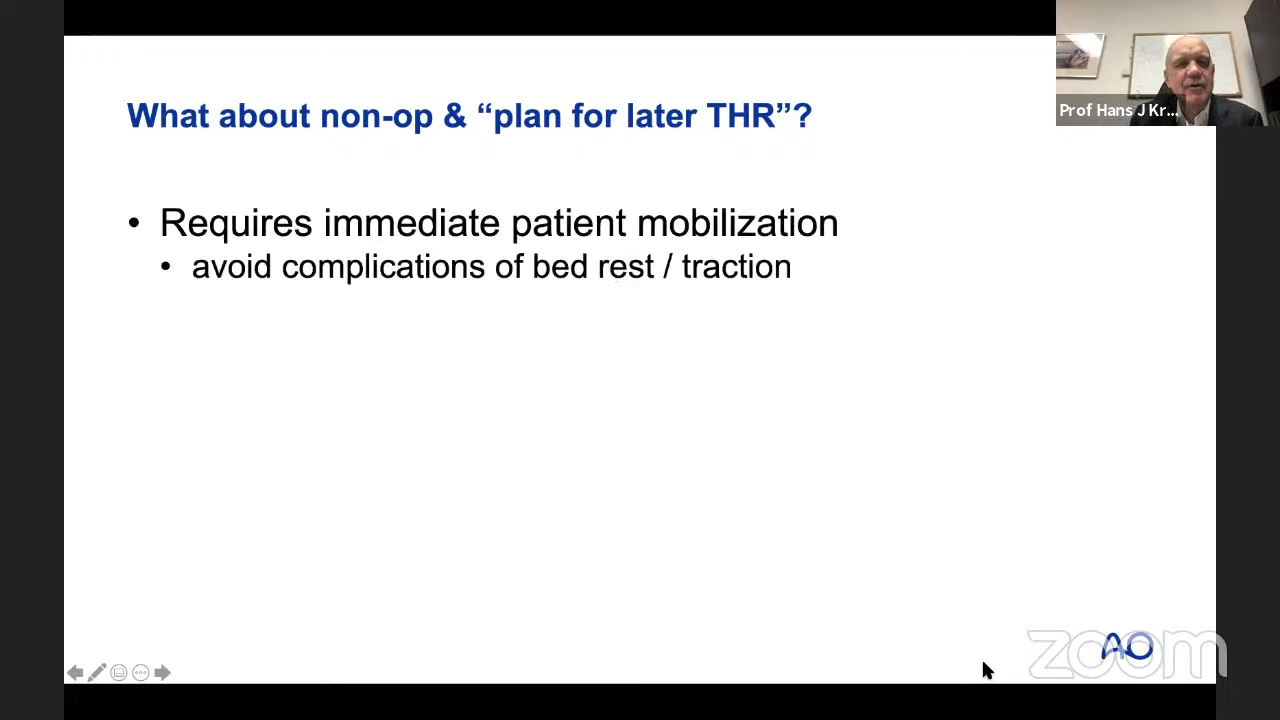 What about non-op & “plan for later THR”?
• Requires immediate patient mobilization
• avoid complications of bed rest / traction
Prof Hans J Kr...
AO
zoom